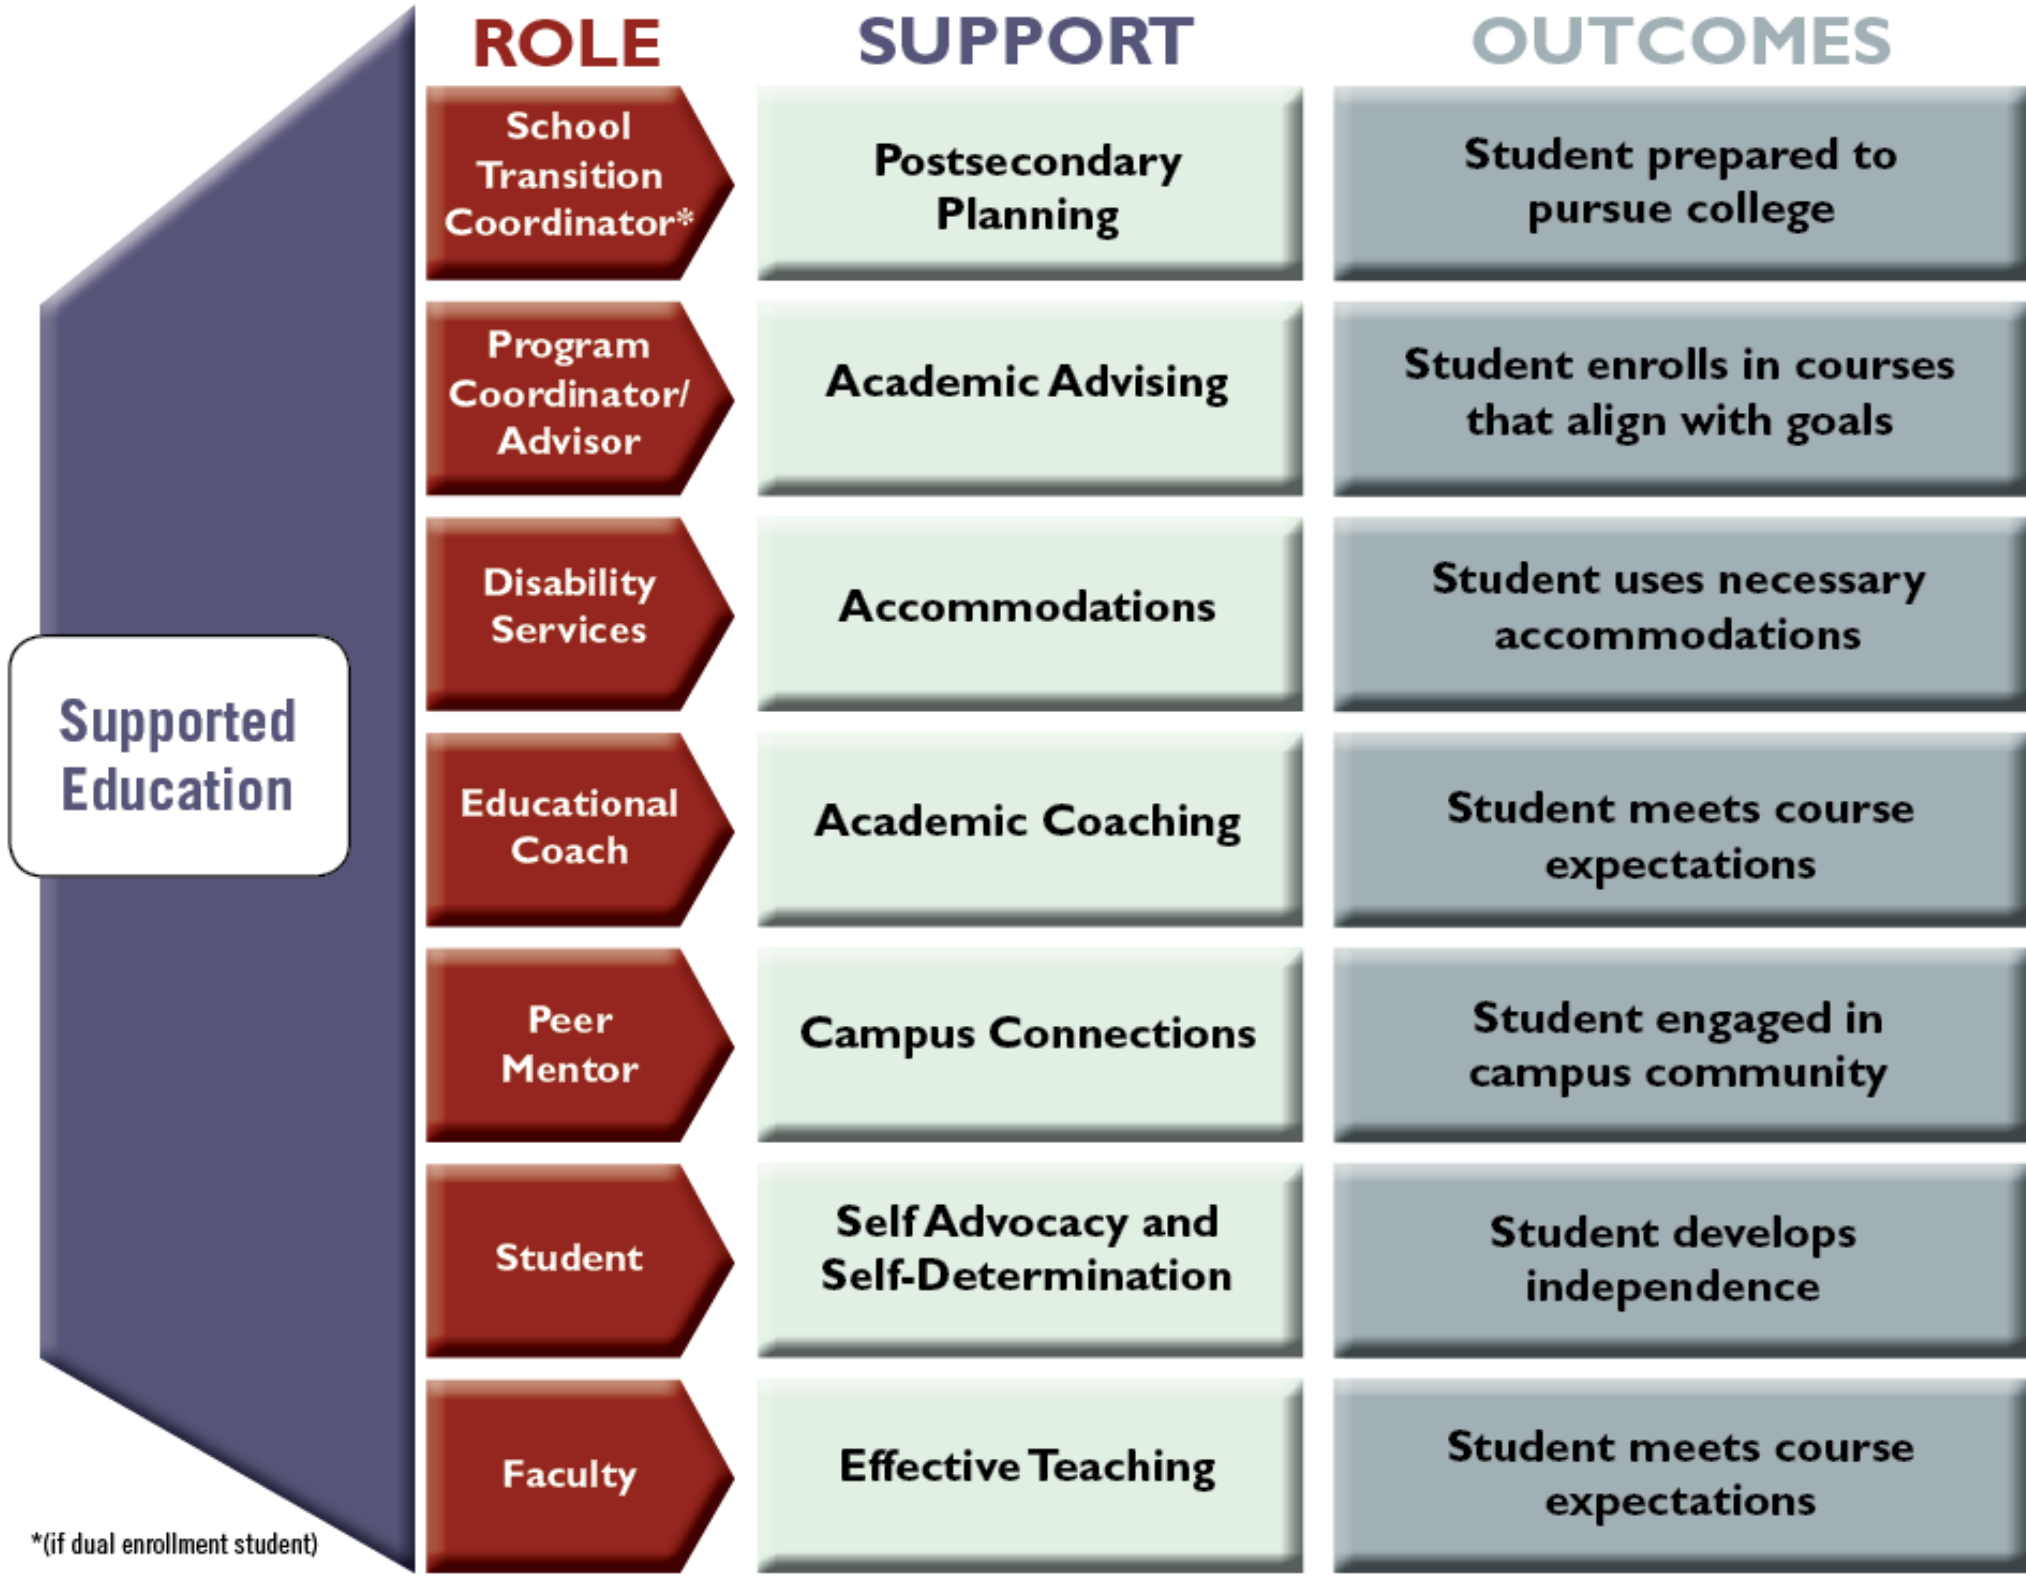 ROLE
SUPPORT
OUTCOMES
School
Transition
Coordinator*
Postsecondary
Planning
Student prepared to
pursue college
Program
Coordinator/
Advisor
Academic Advising
Student enrolls in courses
that align with goals
Disability
Services
Accommodations
Student uses necessary
accommodations
Supported
Education
Educational
Coach
Academic Coaching
Student meets course
expectations
Peer
Mentor
Campus Connections
Student engaged in
campus community
Student
Self Advocacy and
Self-Determination
Student develops
independence
Faculty
Effective Teaching
Student meets course
expectations
*(if dual enrollment student)